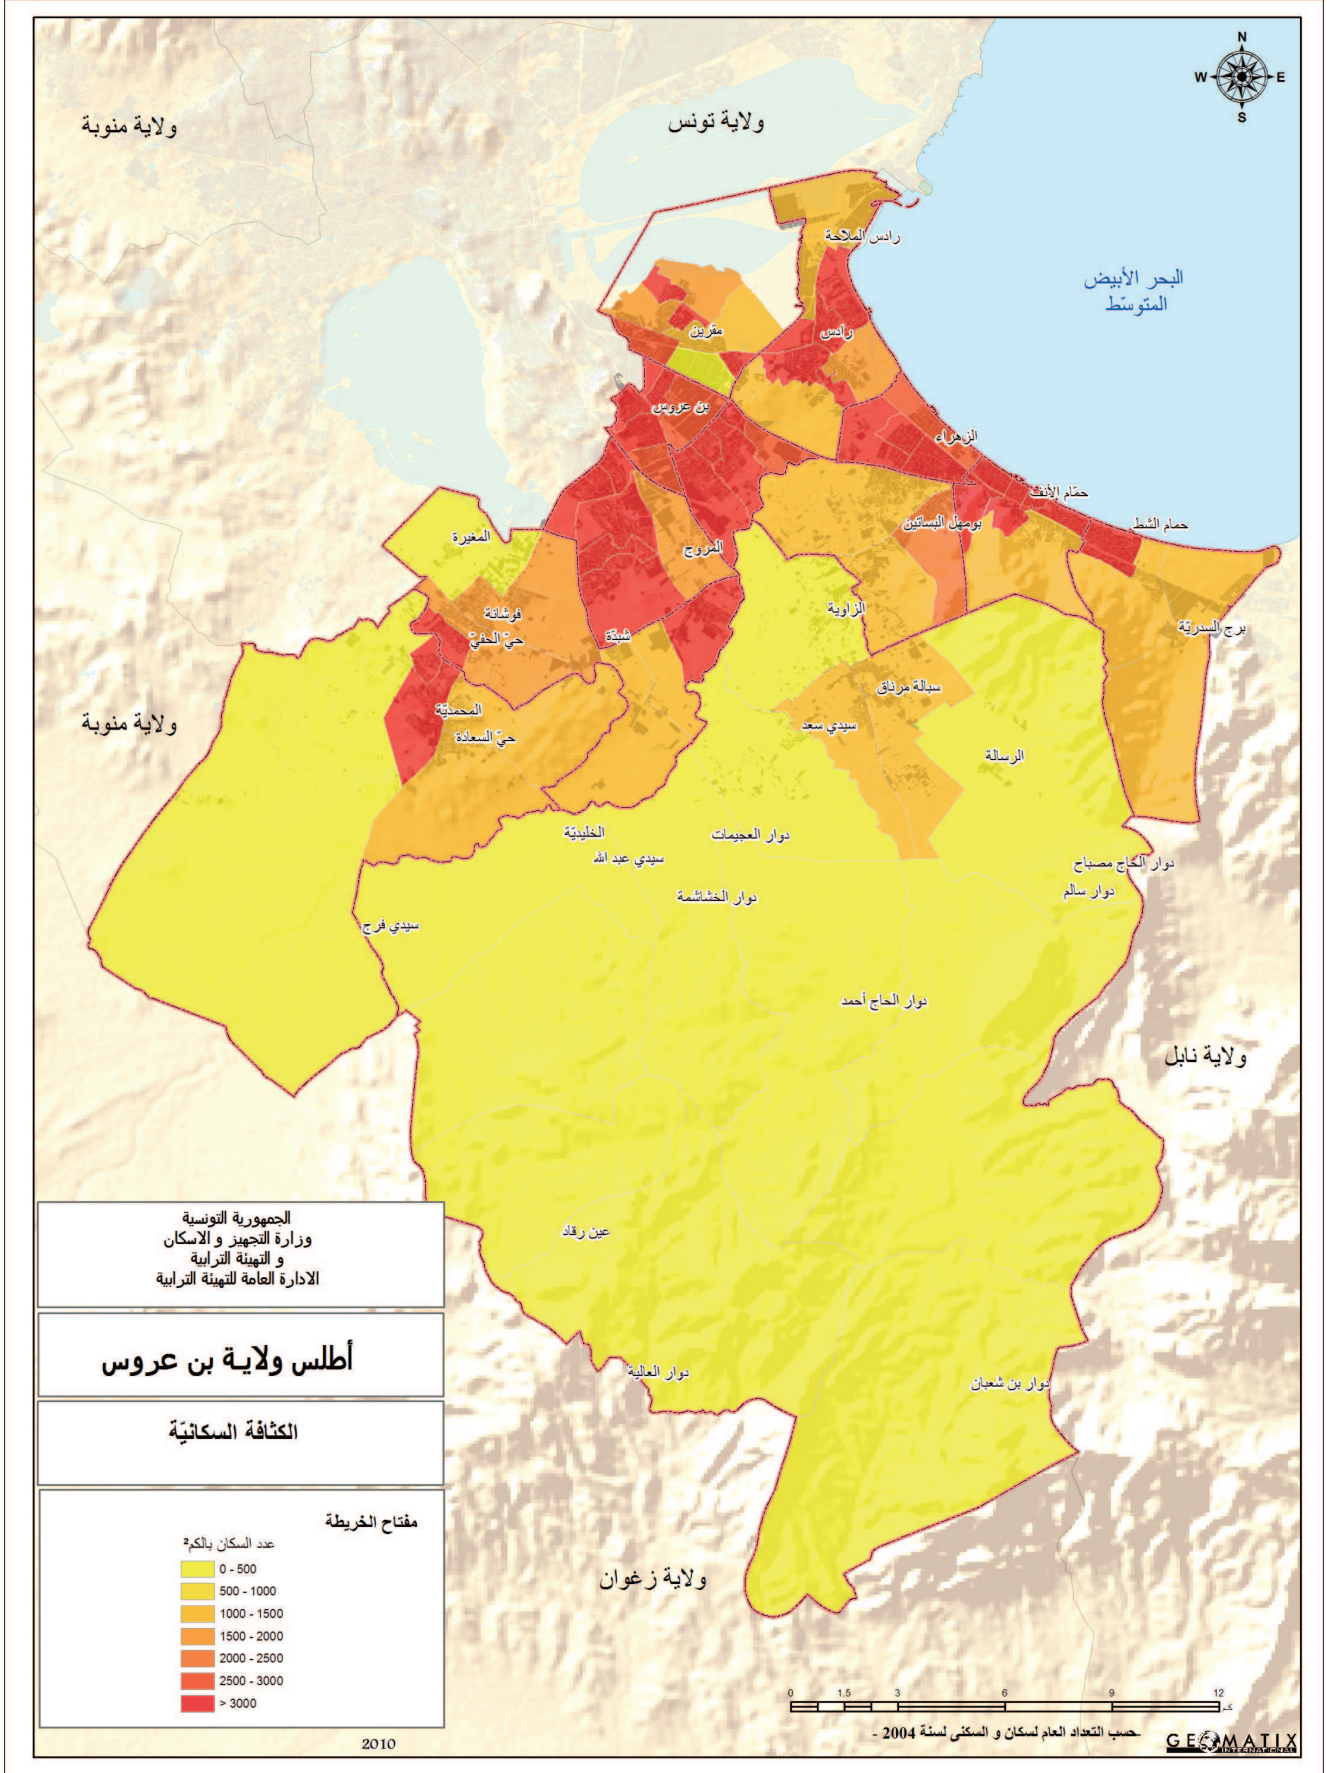 N
W E
S
ولاية منوبة
ولاية تونس
رادس الملاحة
البحر الأبيض
المتوسّط
مقرين
رادس
بن عروس
الزهراء
حمّام الأنف
بومهل البساتين
حمام الشط
المغيرة
المروج
فوشانة
الزاوية
شبدّة
حيّ الحفيّ
برج السدريّة
سبالة مرناق
المحمديّة
ولاية منوبة
سيدي سعد
حيّ السعادة
الرسالة
الخليديّة
دوار العجيمات
سيدي عبد الله
دوار الحاج مصباح
دوار سالم
دوار الخشاشمة
سيدي فرج
دوار الحاج أحمد
ولاية نابل
عين رقاد
دوار العالية
دوار بن شعبان
ولاية زغوان
الجمهورية التونسية
وزارة التجهيز و الاسكان
و التهيئة الترابية
الادارة العامة للتهيئة الترابية
أطلس ولايـة بن عروس
الكثافة السكانيّة
مفتاح الخريطة
عدد السكان بالكم²
0 - 500
500 - 1000
1000 - 1500
1500 - 2000
2000 - 2500
2500 - 3000
> 3000
0 1.5 3 6 9 12
كم
-حسب التعداد العام لسكان و السكنى لسنة 2004 -
GEOMATIX
INTERNATIONAL
2010